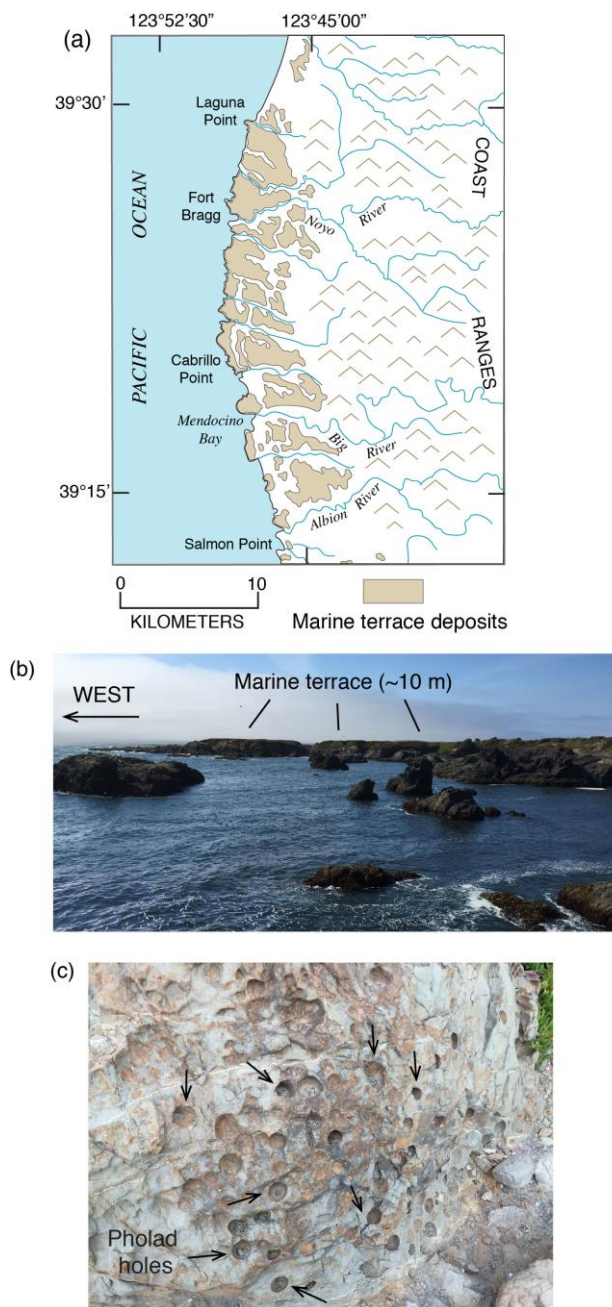 (a)
123°52'30”
123°45'00”
39°30'
Laguna
Point
COAST
OCEAN
Fort
Bragg
Noyo
River
PACIFIC
Cabrillo
Point
RANGES
Mendocino
Bay
Big
River
39°15'
Albion
River
Salmon Point
0
10
KILOMETERS
Marine terrace deposits
(b)
Marine terrace (~10 m)
WEST
(c)
Pholad
holes